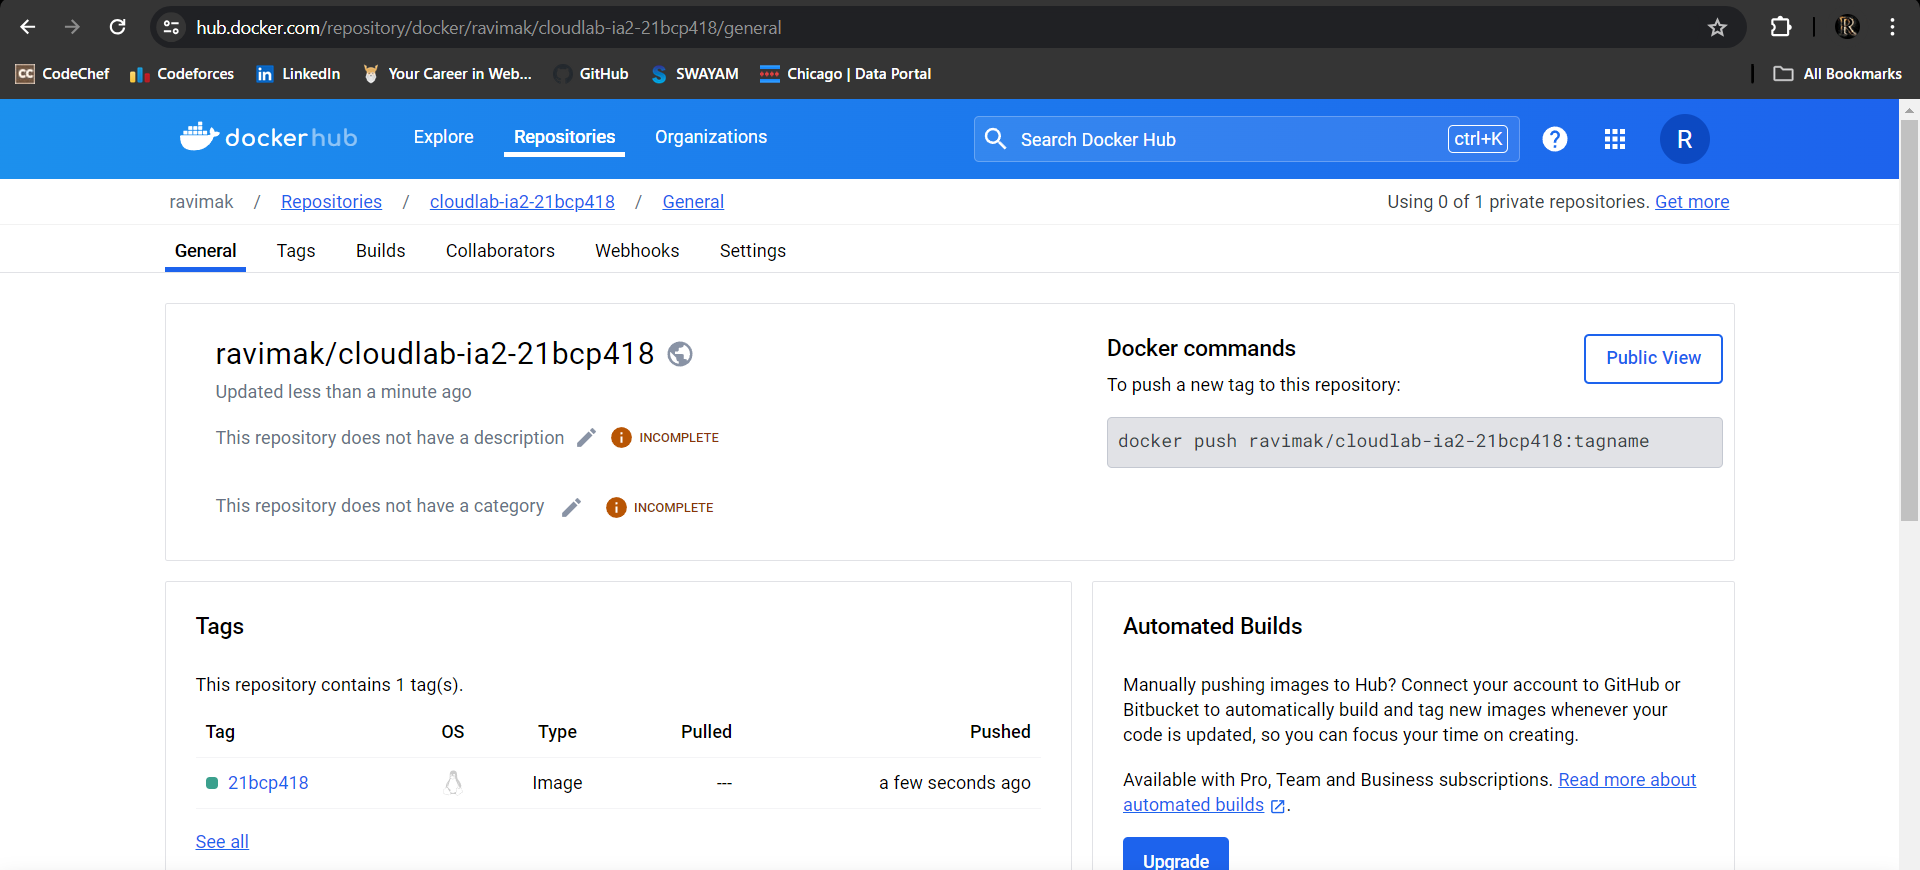 hub.docker.com/repository/docker/ravimak/cloudlab-ia2-21bcp418/general
CC CodeChef Codeforces in LinkedIn Your Career in Web... GitHub SWAYAM Chicago | Data Portal All Bookmarks
dockerhub Explore Repositories Organizations Search Docker Hub ctrl+K ? R
ravimak / Repositories / cloudlab-ia2-21bcp418 / General Using 0 of 1 private repositories. Get more
General Tags Builds Collaborators Webhooks Settings
ravimak/cloudlab-ia2-21bcp418
Updated less than a minute ago
This repository does not have a description INCOMPLETE
This repository does not have a category INCOMPLETE
Docker commands
Public View
To push a new tag to this repository:
docker push ravimak/cloudlab-ia2-21bcp418:tagname
Tags
This repository contains 1 tag(s).
Tag OS Type Pulled Pushed
21bcp418 Image --- a few seconds ago
See all
Automated Builds
Manually pushing images to Hub? Connect your account to GitHub or
Bitbucket to automatically build and tag new images whenever your
code is updated, so you can focus your time on creating.
Available with Pro, Team and Business subscriptions. Read more about
automated builds .
Upgrade